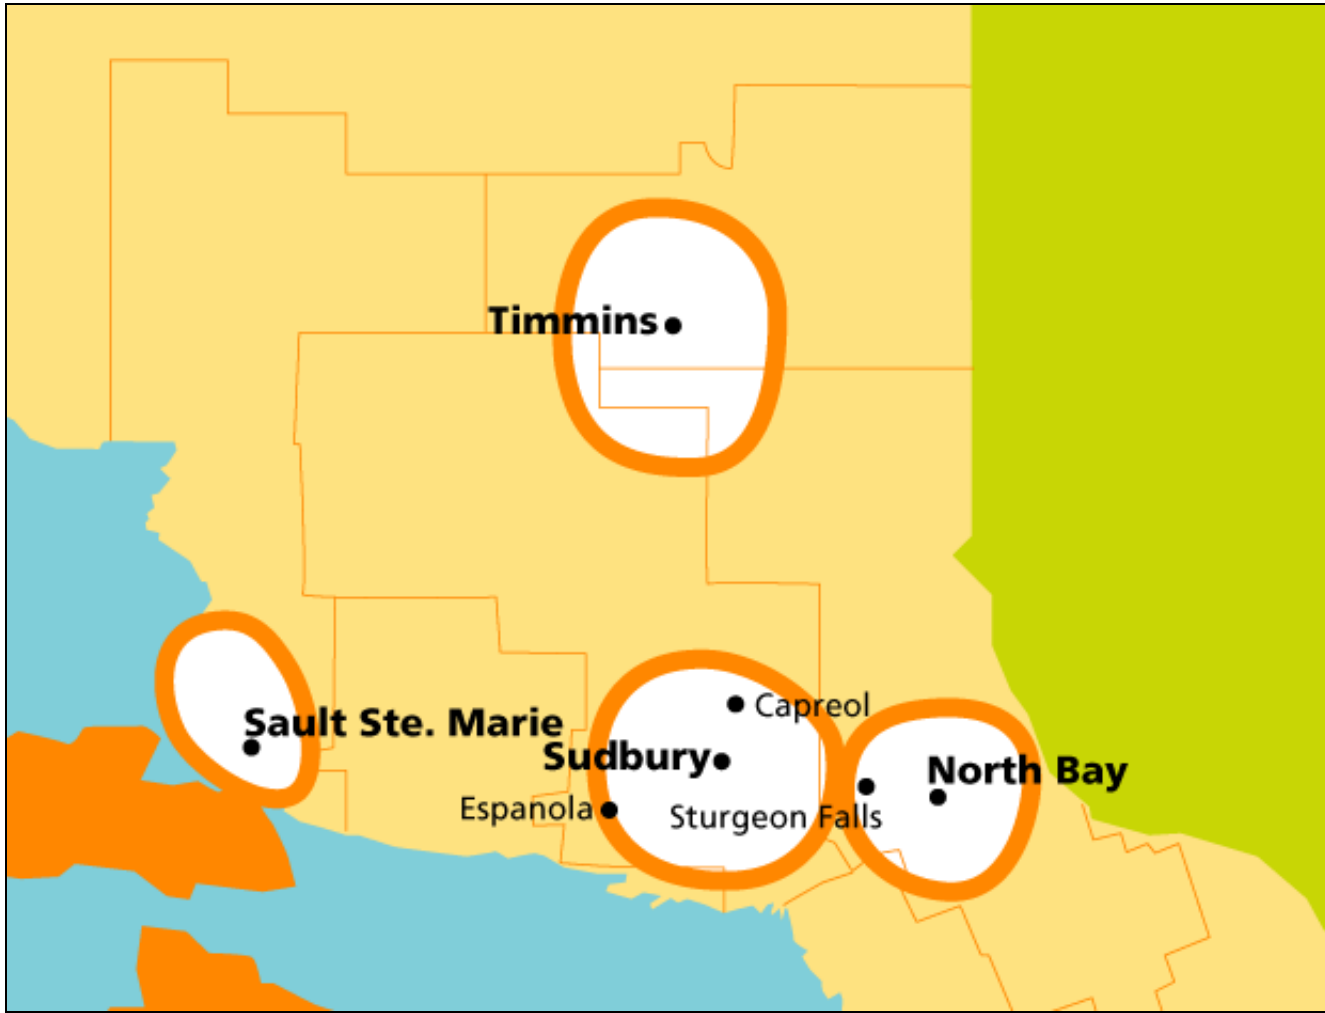 Timmins
Capreol
Sault Ste. Marie
Sudbury
North Bay
Espanola
Sturgeon Falls